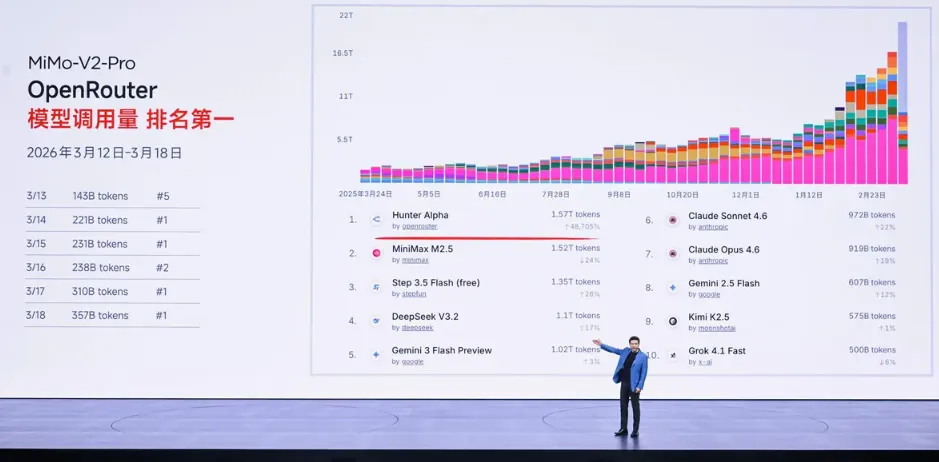 MiMo-V2-Pro
OpenRouter
模型调用量 排名第一
2026年3月12日-3月18日
3/13 143B tokens #5
3/14 221B tokens #1
3/15 231B tokens #1
3/16 238B tokens #2
3/17 310B tokens #1
3/18 357B tokens #1
22T
16.5T
11T
5.5T
2025年3月24日 5月5日 6月16日 7月28日 9月8日 10月20日 12月1日 1月12日 2月23日
1. Hunter Alpha 1.57T tokens
by openrouter ↑48,705%
2. MiniMax M2.5 1.52T tokens
by minimax ↓24%
3. Step 3.5 Flash (free) 1.35T tokens
by stepfun ↑26%
4. DeepSeek V3.2 1.1T tokens
by deepseek ↑17%
5. Gemini 3 Flash Preview 1.02T tokens
by google ↑3%
6. Claude Sonnet 4.6 972B tokens
by anthropic ↑22%
7. Claude Opus 4.6 919B tokens
by anthropic ↑18%
8. Gemini 2.5 Flash 607B tokens
by google ↑12%
9. Kimi K2.5 575B tokens
by moonshotai ↑1%
10. Grok 4.1 Fast 500B tokens
by x-ai ↓6%